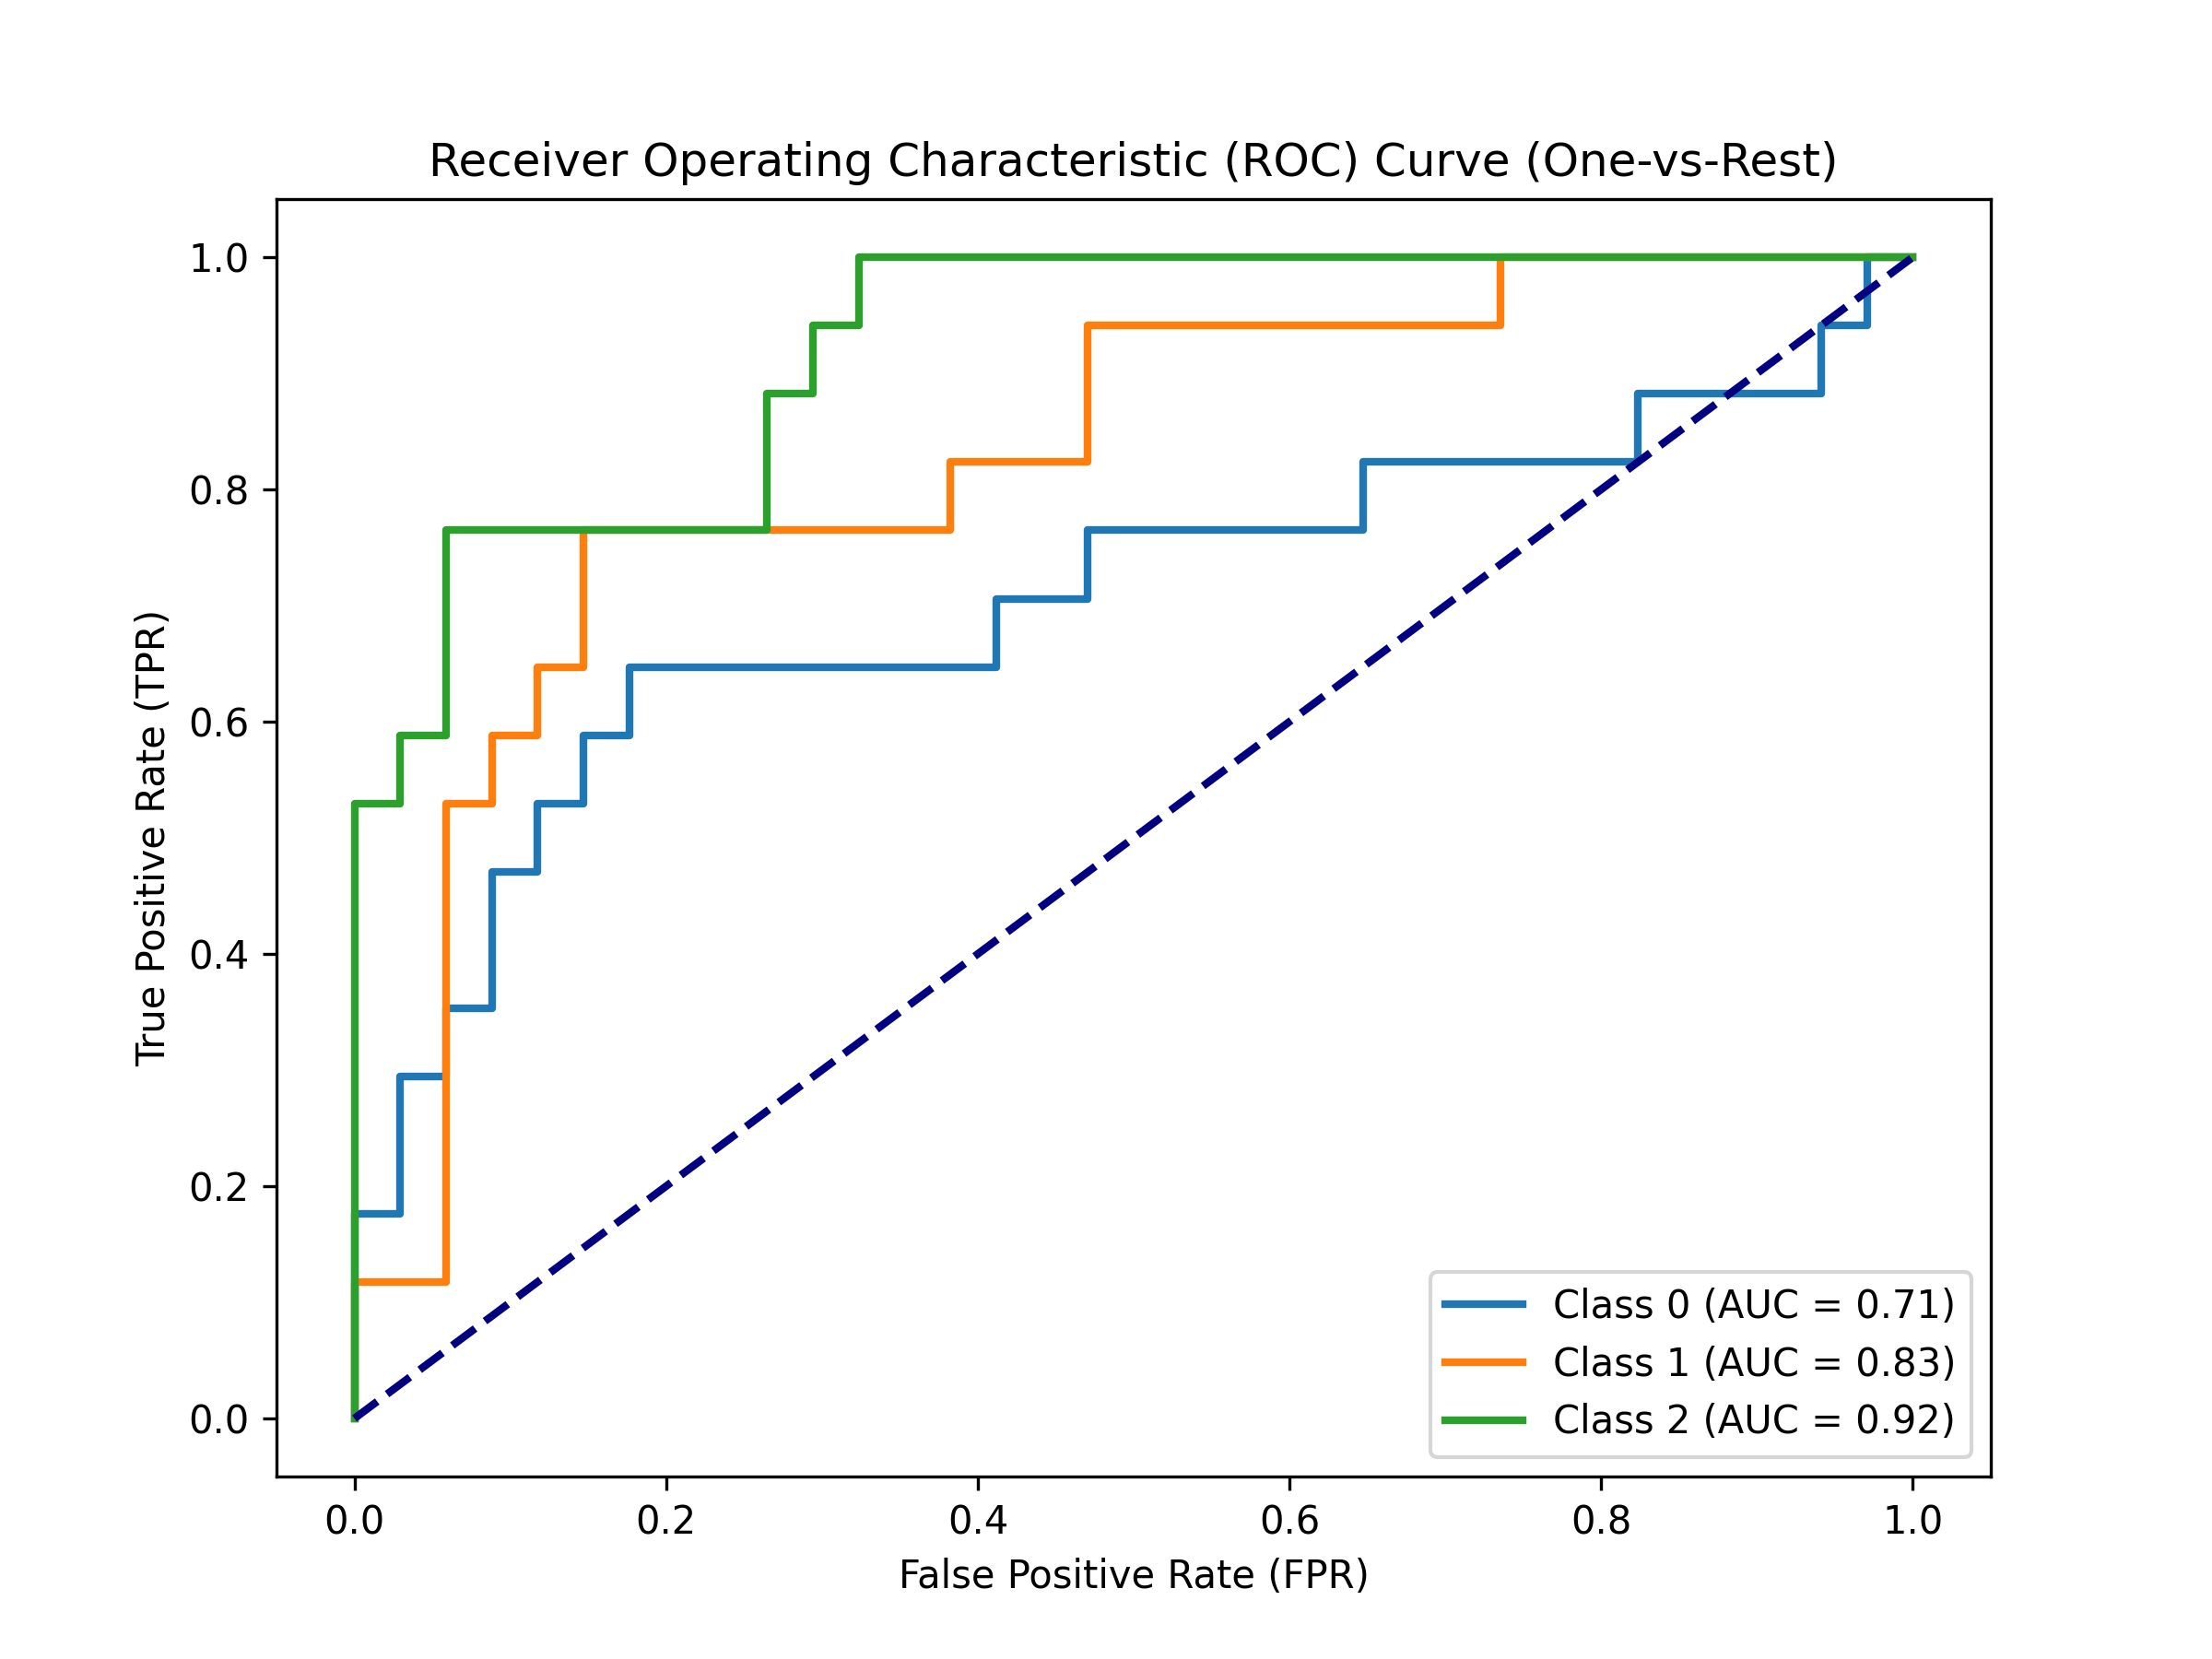 Receiver Operating Characteristic (ROC) Curve (One-vs-Rest)
True Positive Rate (TPR)
1.0
0.8
0.6
0.4
0.2
0.0
0.0 0.2 0.4 0.6 0.8 1.0
False Positive Rate (FPR)
Class 0 (AUC = 0.71)
Class 1 (AUC = 0.83)
Class 2 (AUC = 0.92)